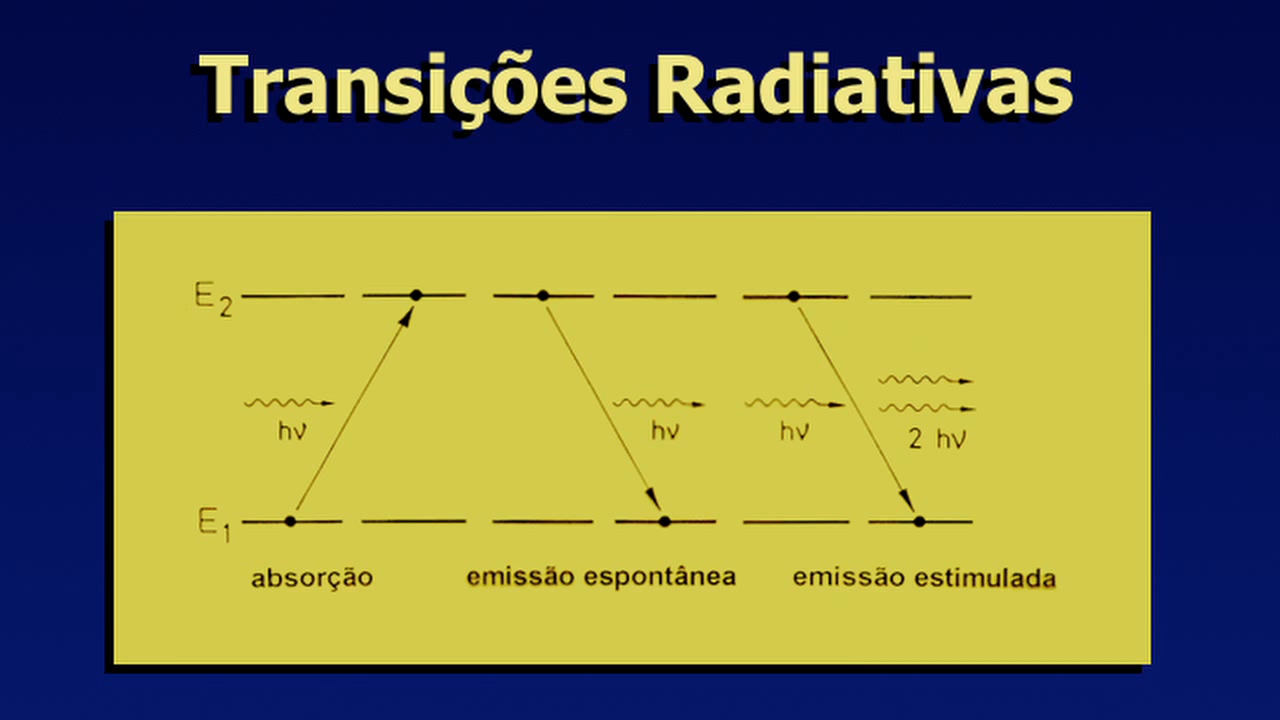 Transições Radiativas
E2
hν
hν
hν
2 hν
E1
absorção
emissão espontânea
emissão estimulada